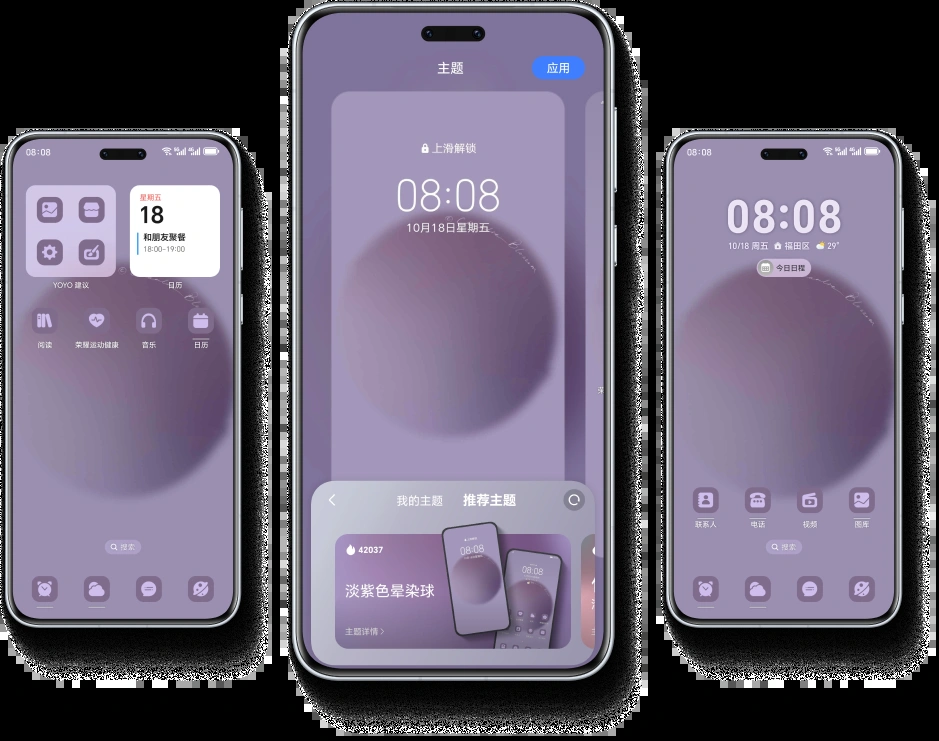 08:08
星期五
18
和朋友聚餐
18:00-19:00
YOYO 建议
日历
阅读
荣耀运动健康
音乐
日历
搜索
主题
应用
上滑解锁
08:08
10月18日星期五
我的主题
推荐主题
42037
淡紫色晕染球
主题详情
08:08
08:08
08:08
08:08
10/18 周五
福田区
29°
今日日程
联系人
电话
视频
图库
搜索